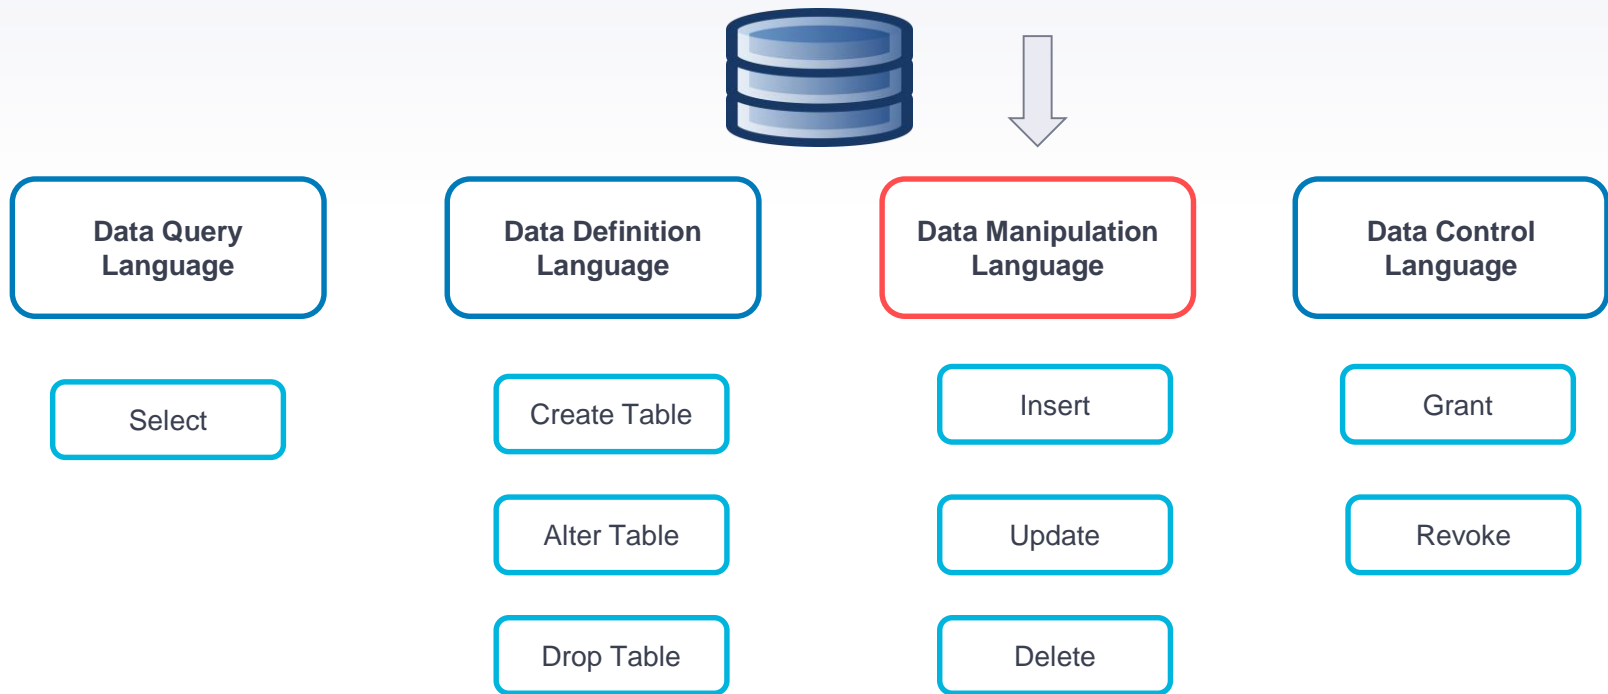 Data Query
Language
Data Definition
Language
Data Manipulation
Language
Data Control
Language
Select
Create Table
Insert
Grant
Alter Table
Update
Revoke
Drop Table
Delete